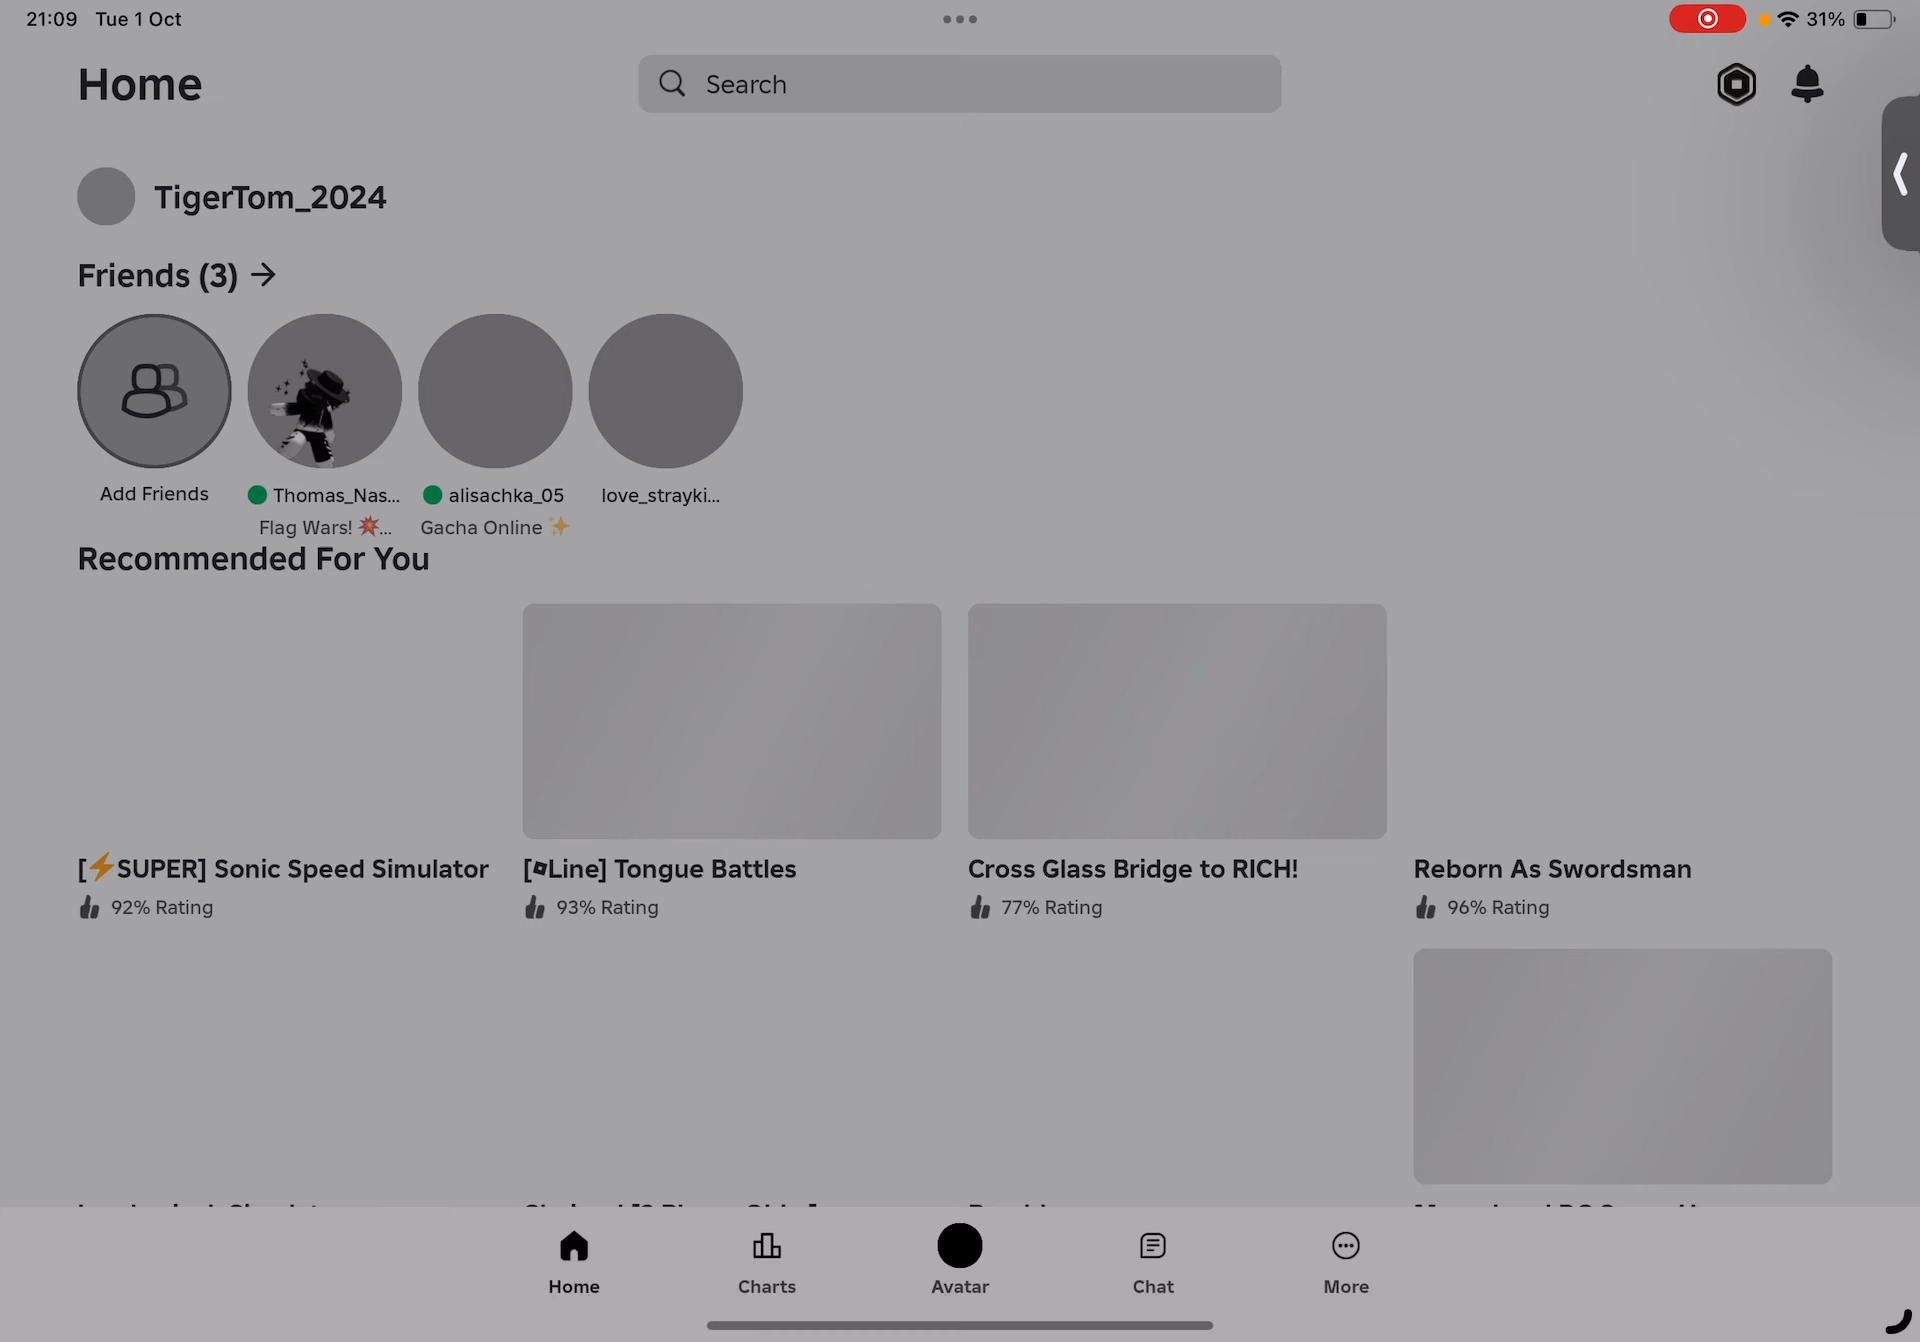 21:09 Tue 1 Oct
31%
Home
Search
TigerTom_2024
Friends (3)
Add Friends
Thomas_Nas...
alisachka_05
love_strayki...
Flag Wars! 💥...
Gacha Online ✨
Recommended For You
[⚡SUPER] Sonic Speed Simulator
[Line] Tongue Battles
Cross Glass Bridge to RICH!
Reborn As Swordsman
92% Rating
93% Rating
77% Rating
96% Rating
Home
Charts
Avatar
Chat
More